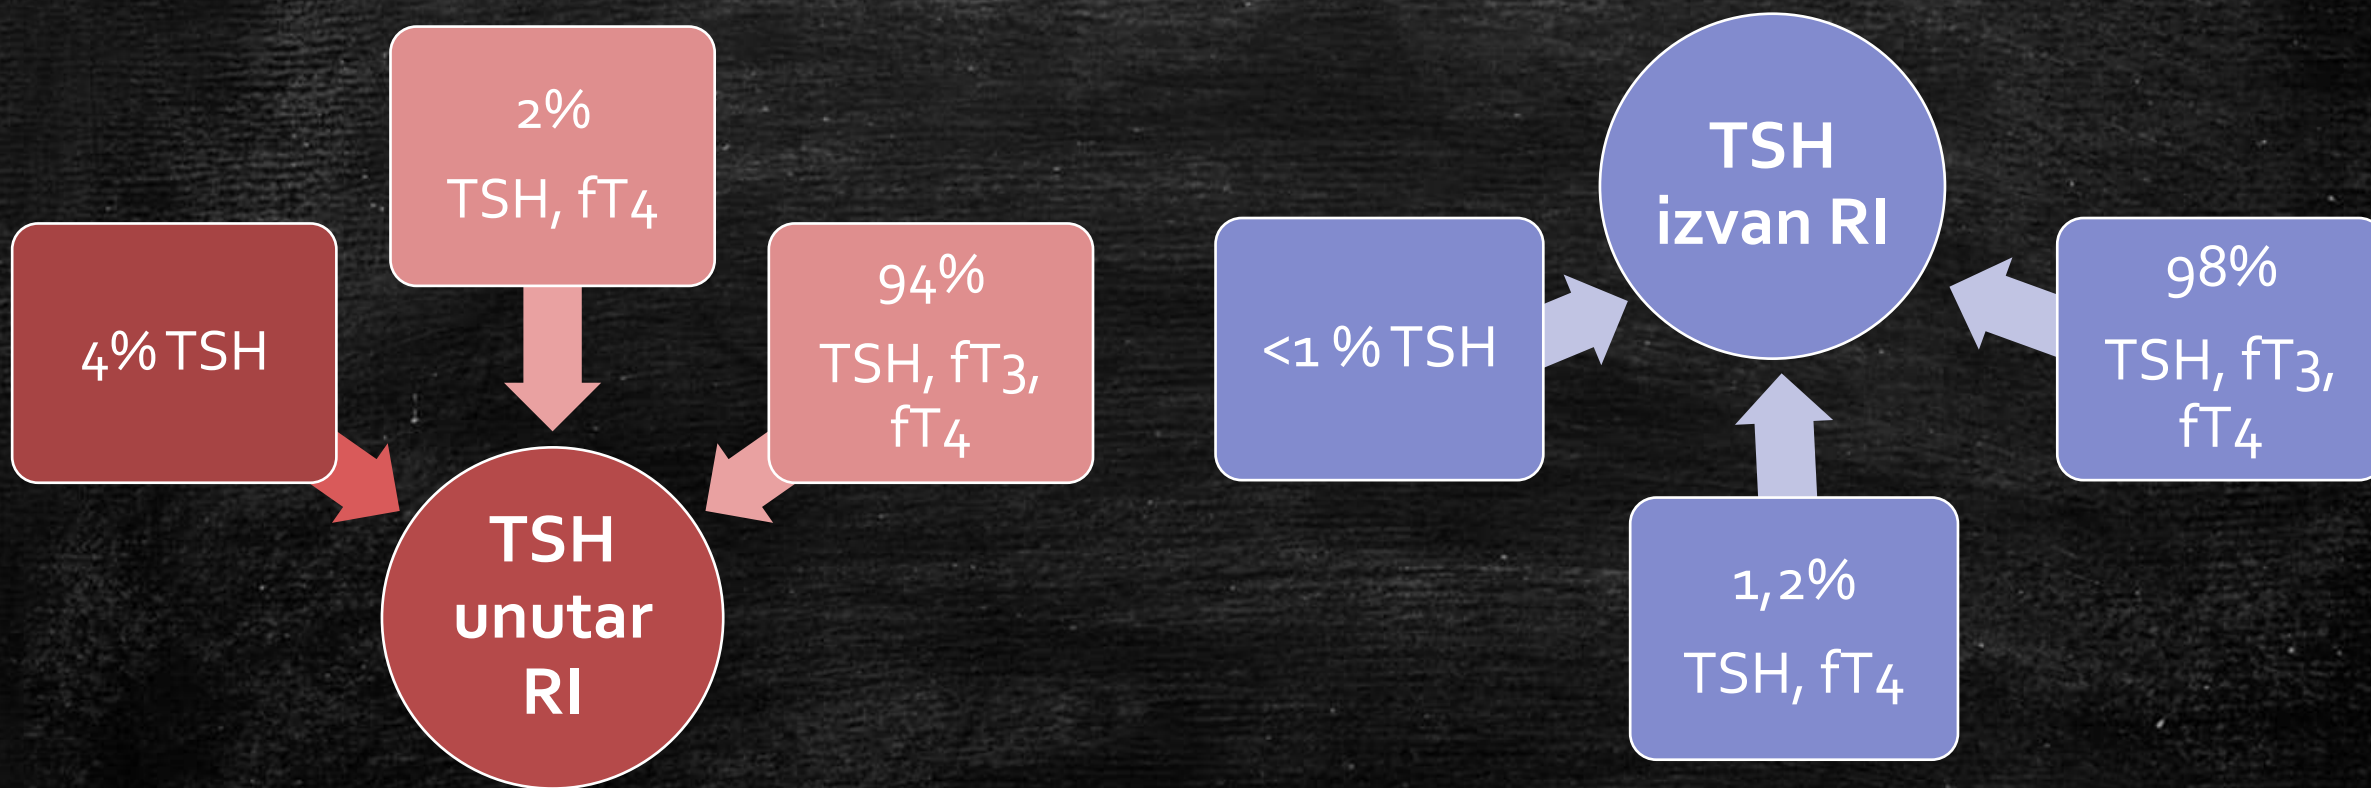 4% TSH
2%
TSH, fT4
94%
TSH, fT3,
fT4
TSH
unutar
RI
<1 % TSH
TSH
izvan RI
98%
TSH, fT3,
fT4
1,2%
TSH, fT4